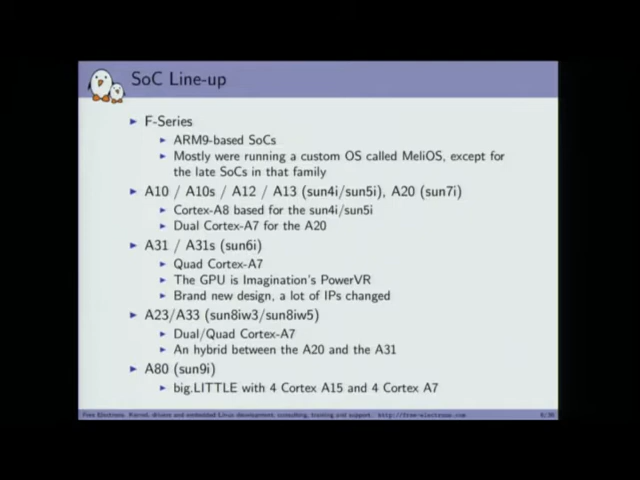 SoC Line-up
► F-Series
► ARM9-based SoCs
► Mostly were running a custom OS called MeliOS, except for
the late SoCs in that family
► A10 / A10s / A12 / A13 (sun4i/sun5i), A20 (sun7i)
► Cortex-A8 based for the sun4i/sun5i
► Dual Cortex-A7 for the A20
► A31 / A31s (sun6i)
► Quad Cortex-A7
► The GPU is Imagination's PowerVR
► Brand new design, a lot of IPs changed
► A23/A33 (sun8iw3/sun8iw5)
► Dual/Quad Cortex-A7
► An hybrid between the A20 and the A31
► A80 (sun9i)
► big.LITTLE with 4 Cortex A15 and 4 Cortex A7
Free Electrons. Kernel, drivers and embedded Linux development, consulting, training and support. http://free-electrons.com